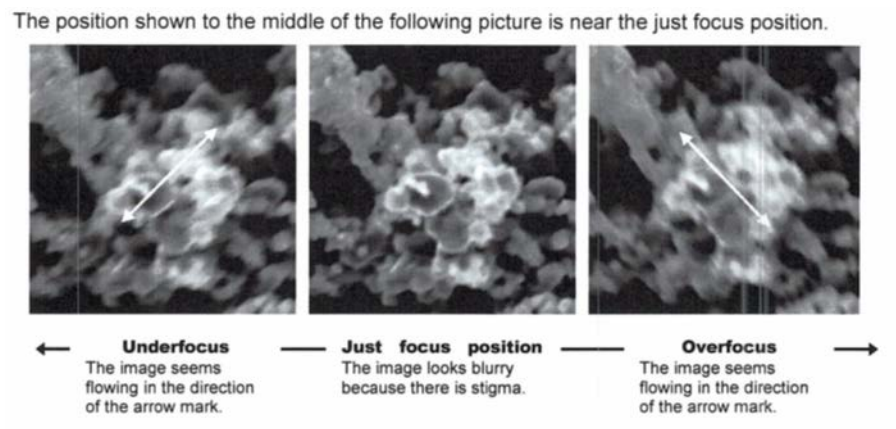 The position shown to the middle of the following picture is near the just focus position.
Underfocus
The image seems
flowing in the direction
of the arrow mark.
Just focus position
The image looks blurry
because there is stigma.
Overfocus
The image seems
flowing in the direction
of the arrow mark.